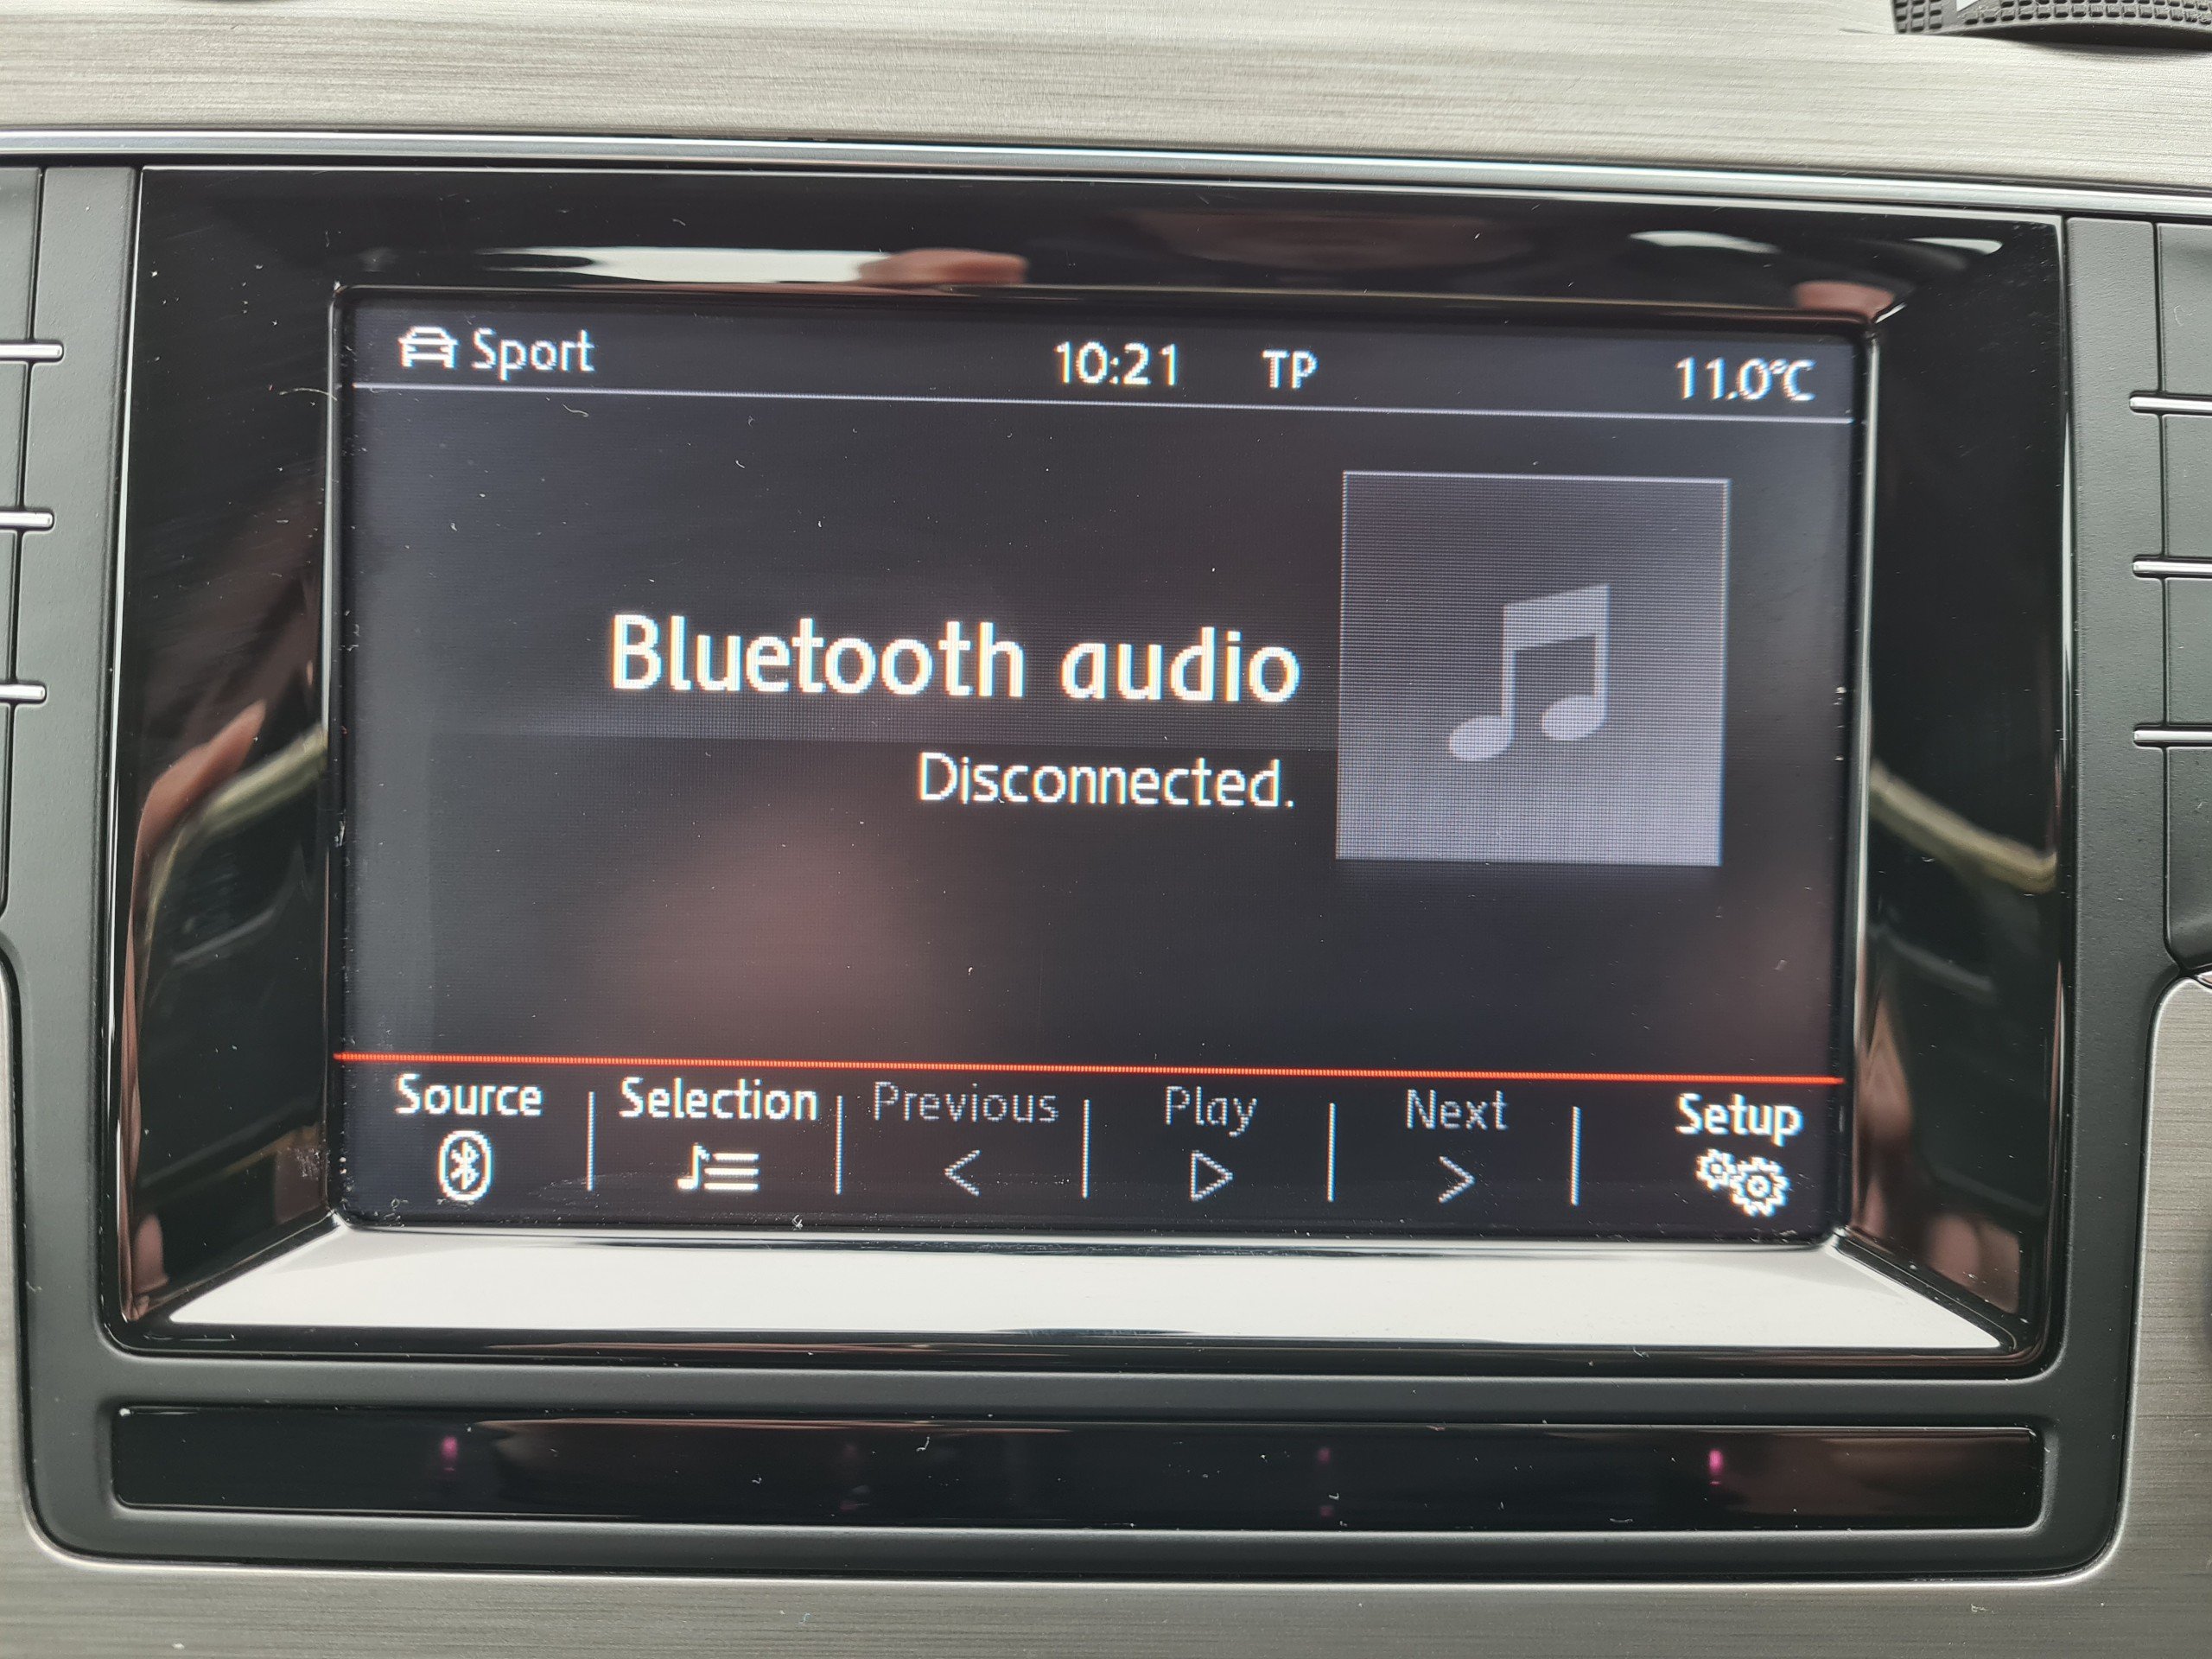 Sport 10:21 TP 11.0°C
Bluetooth audio
Disconnected.
Source Selection Previous Play Next Setup